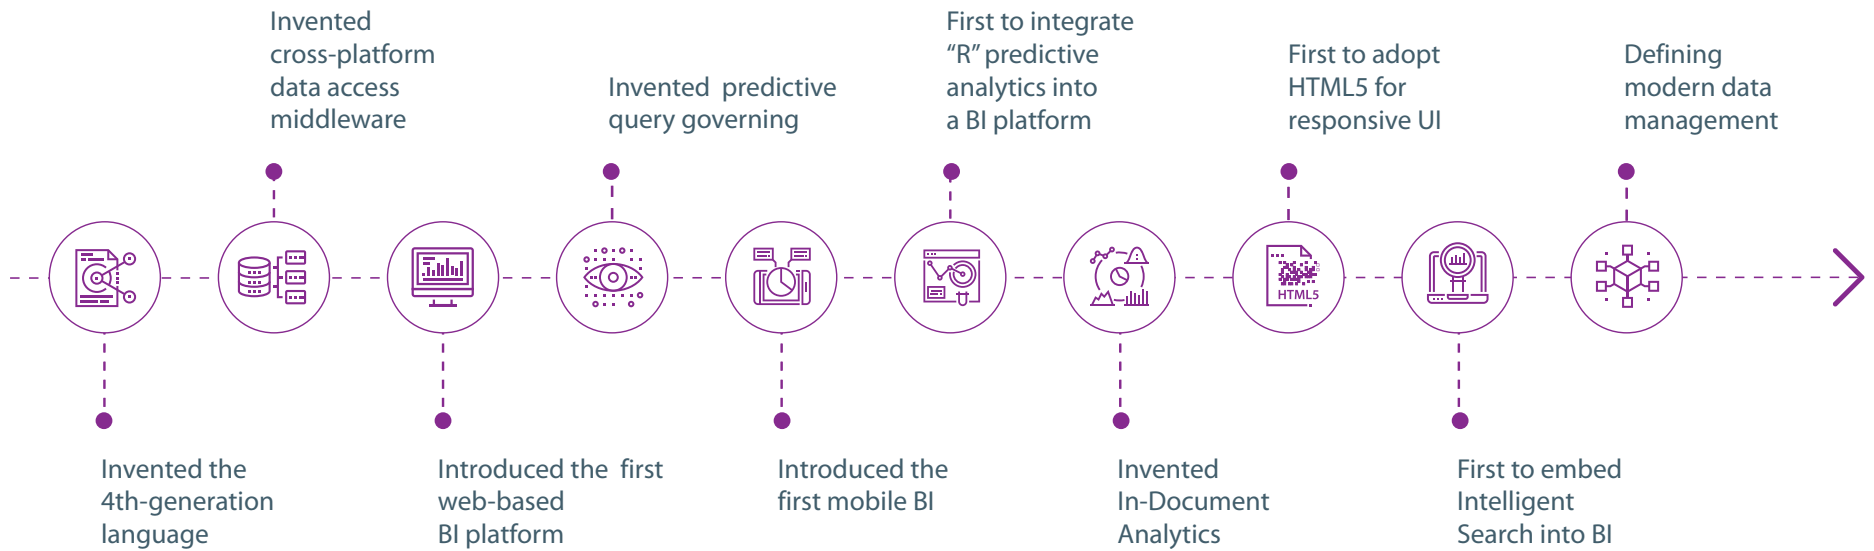 Invented the
4th-generation
language
Invented
cross-platform
data access
middleware
Introduced the first
web-based
BI platform
Invented predictive
query governing
Introduced the
first mobile BI
First to integrate
“R” predictive
analytics into
a BI platform
Invented
In-Document
Analytics
First to adopt
HTML5 for
responsive UI
HTML5
First to embed
Intelligent
Search into BI
Defining
modern data
management